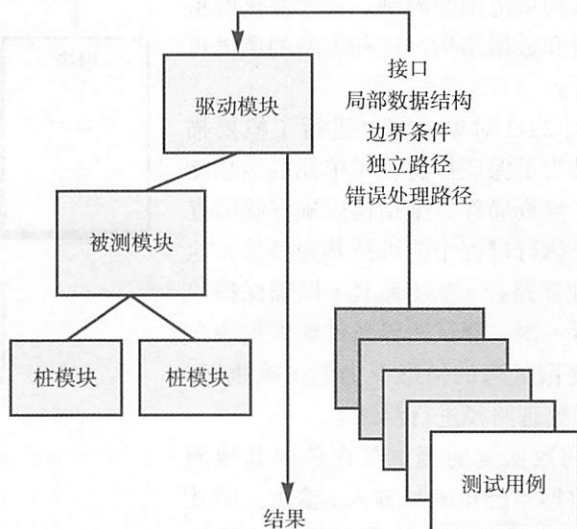 接口
局部数据结构
边界条件
独立路径
错误处理路径
驱动模块
被测模块
桩模块
桩模块
测试用例
结果